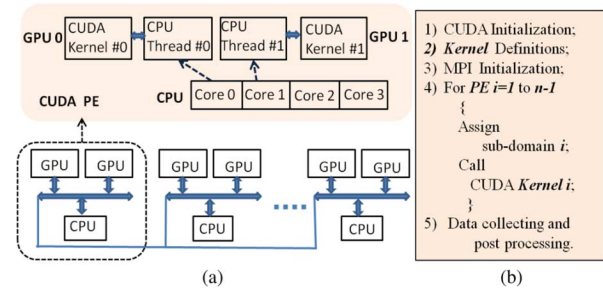 GPU 0
CUDA
Kernel #0
CPU
Thread #0
CPU
Thread #1
CUDA
Kernel #1
GPU 1
CPU
Core 0
Core 1
Core 2
Core 3
CUDA PE
GPU
GPU
CPU
GPU
GPU
CPU
GPU
GPU
CPU
(a)
1) CUDA Initialization;
2) Kernel Definitions;
3) MPI Initialization;
4) For PE i=1 to n-1
{
Assign
sub-domain i;
Call
CUDA Kernel i;
}
5) Data collecting and
post processing.
(b)